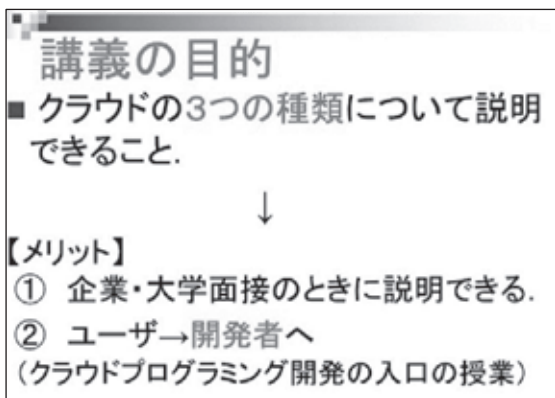 講義の目的
■ クラウドの3つの種類について説明
できること.
↓
【メリット】
① 企業・大学面接のときに説明できる.
② ユーザ→開発者へ
(クラウドプログラミング開発の入口の授業)